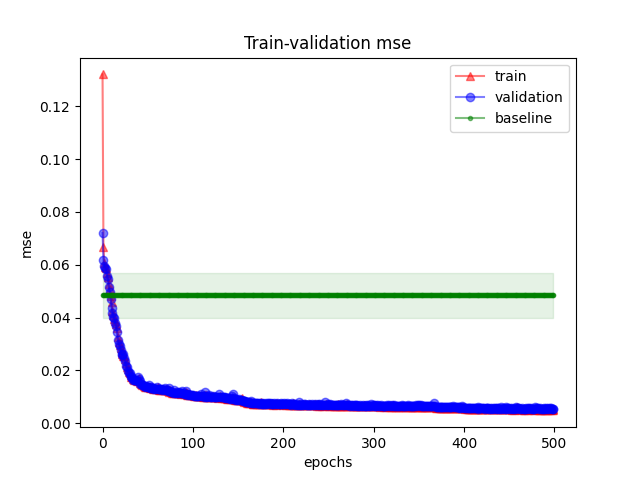 Train-validation mse
train
validation
baseline
mse
0.12
0.10
0.08
0.06
0.04
0.02
0.00
0 100 200 300 400 500
epochs